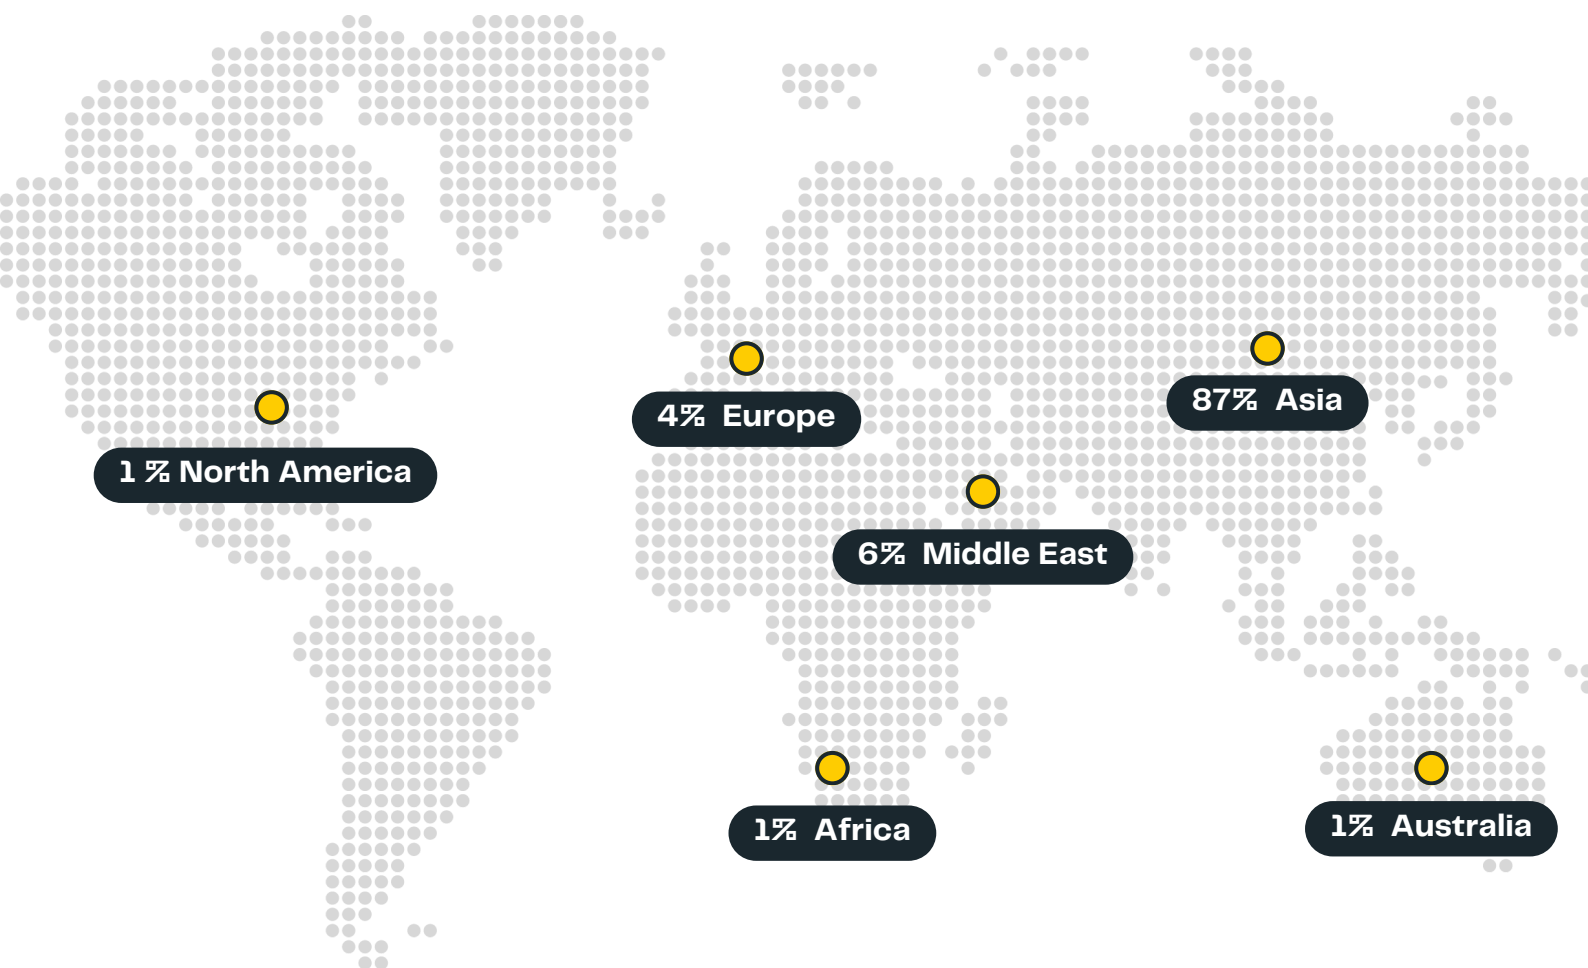 87% Asia
4% Europe
1 % North America
6% Middle East
1% Africa
1% Australia